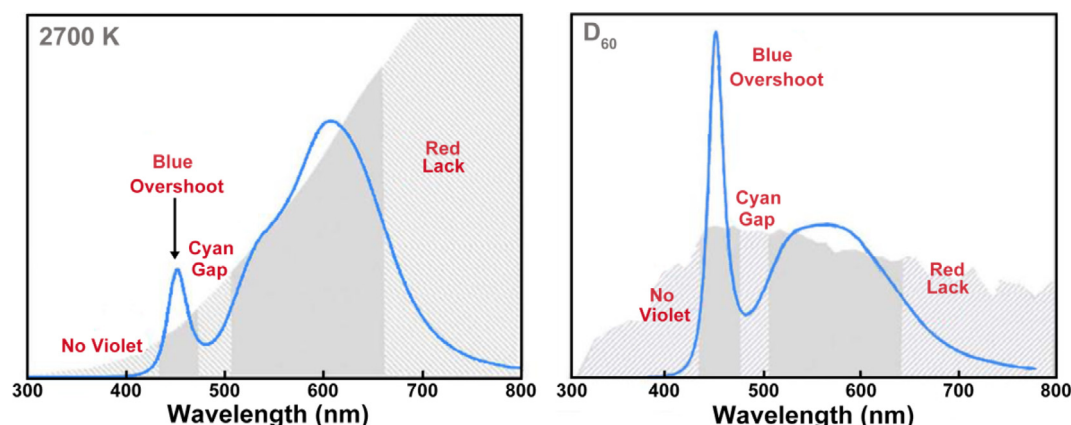 2700 K
Blue
Overshoot
Cyan
Gap
No Violet
Red
Lack
300 400 500 600 700 800
Wavelength (nm)
D60
Blue
Overshoot
Cyan
Gap
No
Violet
Red
Lack
300 400 500 600 700 800
Wavelength (nm)